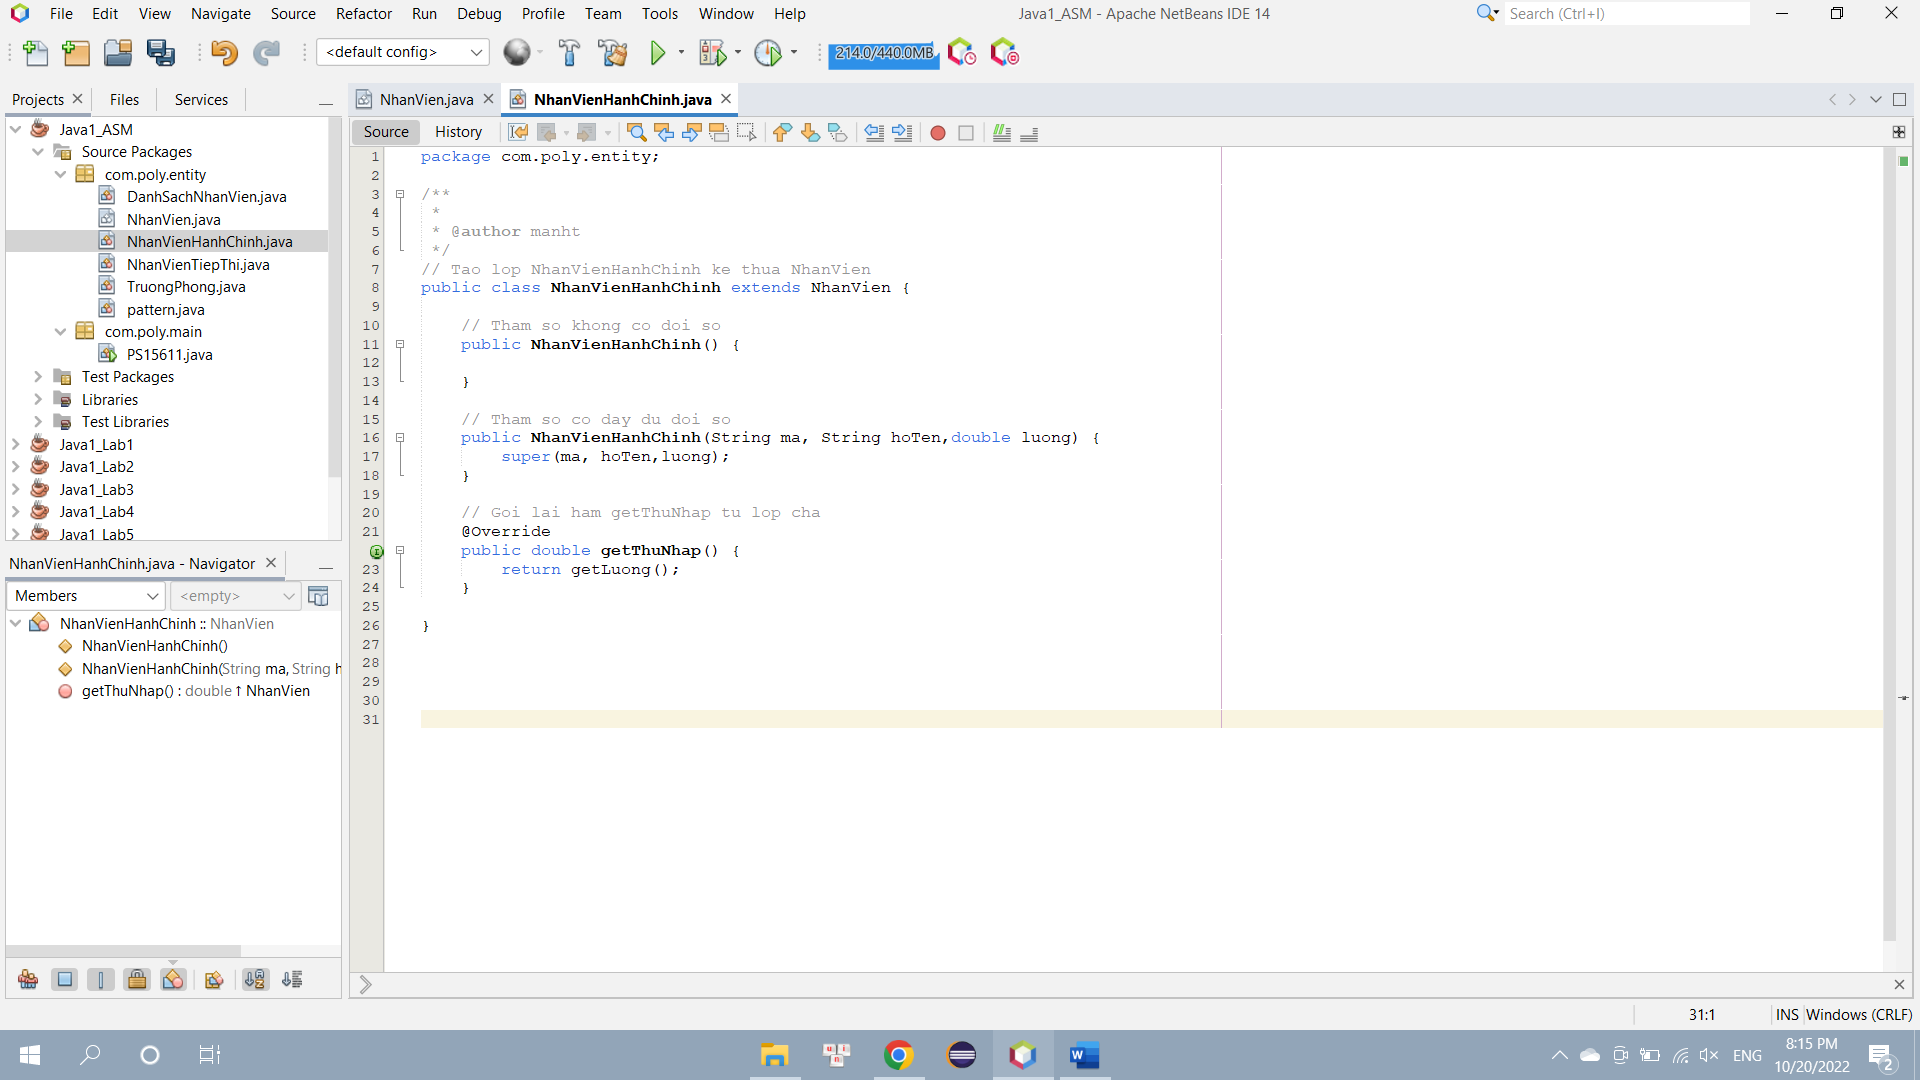 File Edit View Navigate Source Refactor Run Debug Profile Team Tools Window Help
Java1_ASM - Apache NetBeans IDE 14
Search (Ctrl+I)
<default config>
214.0/440.0MB
Projects Files Services
NhanVien.java NhanVienHanhChinh.java
Source History
Java1_ASM
Source Packages
com.poly.entity
DanhSachNhanVien.java
NhanVien.java
NhanVienHanhChinh.java
NhanVienTiepThi.java
TruongPhong.java
pattern.java
com.poly.main
PS15611.java
Test Packages
Libraries
Test Libraries
Java1_Lab1
Java1_Lab2
Java1_Lab3
Java1_Lab4
Java1_Lab5
NhanVienHanhChinh.java - Navigator
Members
<empty>
NhanVienHanhChinh :: NhanVien
NhanVienHanhChinh()
NhanVienHanhChinh(String ma, String h
getThuNhap() : double ↑ NhanVien
1 package com.poly.entity;
2
3 /**
4 *
5 * @author manht
6 */
7 // Tao lop NhanVienHanhChinh ke thua NhanVien
8 public class NhanVienHanhChinh extends NhanVien {
9
10 // Tham so khong co doi so
11 public NhanVienHanhChinh() {
12
13 }
14
15 // Tham so co day du doi so
16 public NhanVienHanhChinh(String ma, String hoTen,double luong) {
17 super(ma, hoTen,luong);
18 }
19
20 // Goi lai ham getThuNhap tu lop cha
21 @Override
public double getThuNhap() {
23 return getLuong();
24 }
25
26 }
27
28
29
30
31
31:1 INS Windows (CRLF)
ENG
8:15 PM
10/20/2022
2